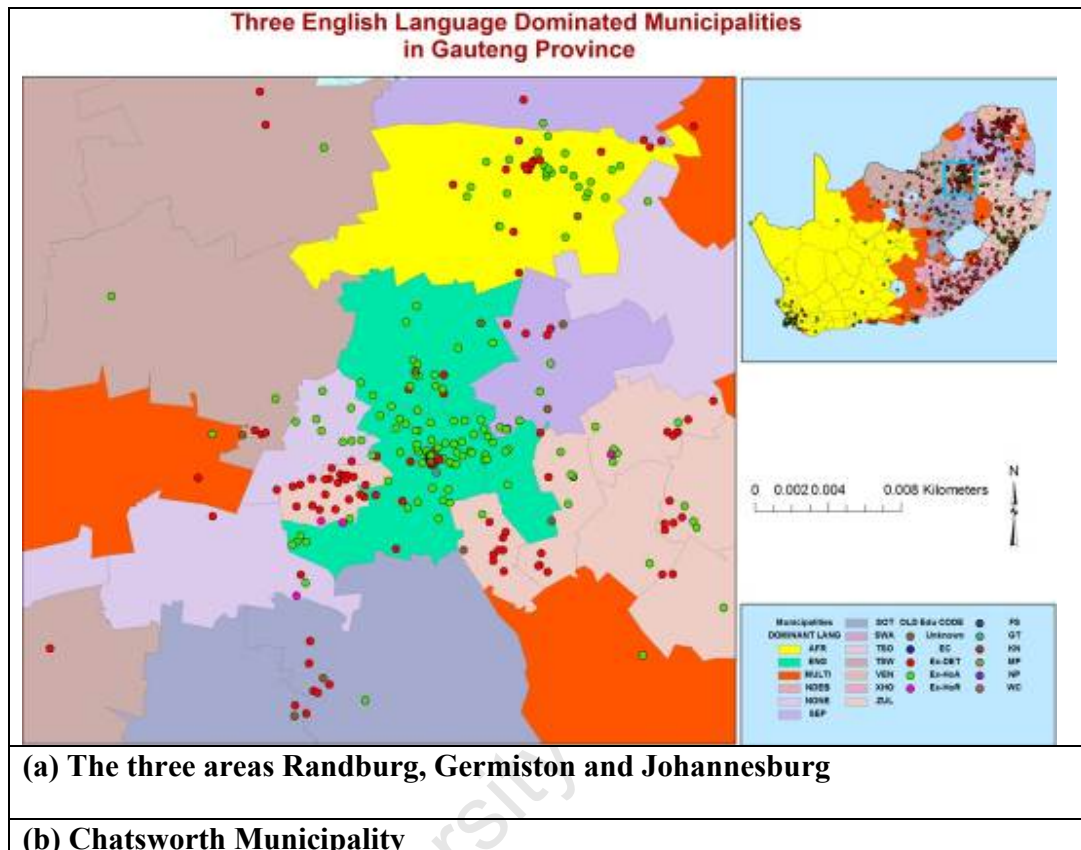 Three English Language Dominated Municipalities
in Gauteng Province
N
0 0.002 0.004 0.008 Kilometers
Municipalities SOT OLD Edu CODE FS
DOMINANT LANG SWA Unknown GT
AFR TSO EC KN
ENG TSW Ex-DET MP
MULTI VEN Ex-HoA NP
NDEB XHO Ex-HoR WC
NONE ZUL
SEP
(a) The three areas Randburg, Germiston and Johannesburg
rsity
(b) Chatsworth Municipality